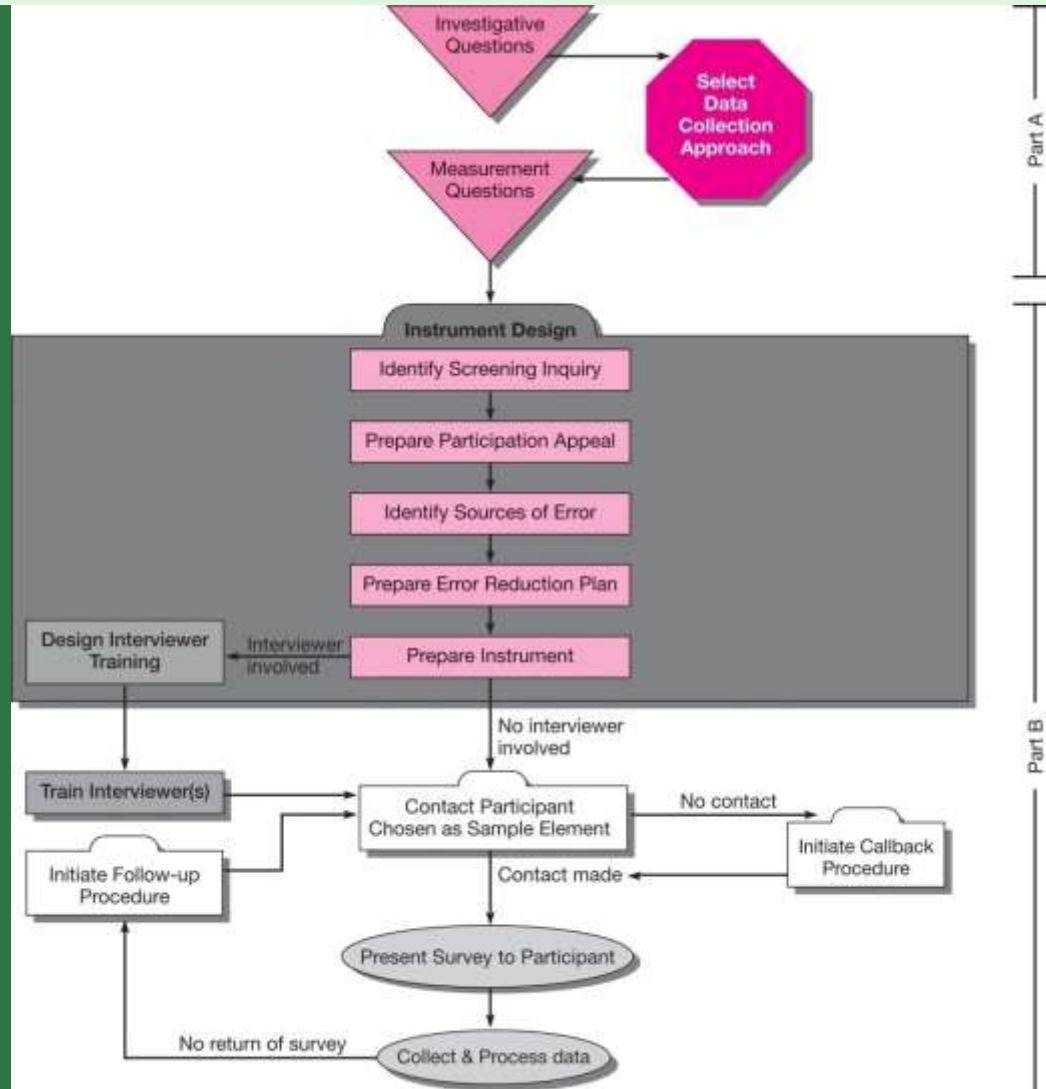 Investigative
Questions
Select
Data
Collection
Approach
Part A
Measurement
Questions
Instrument Design
Identify Screening Inquiry
Prepare Participation Appeal
Identify Sources of Error
Prepare Error Reduction Plan
Design Interviewer
Training
Interviewer
involved
Prepare Instrument
Part B
No interviewer
involved
Train Interviewer(s)
Contact Participant
Chosen as Sample Element
No contact
Initiate Callback
Procedure
Initiate Follow-up
Procedure
Contact made
Present Survey to Participant
No return of survey
Collect & Process data